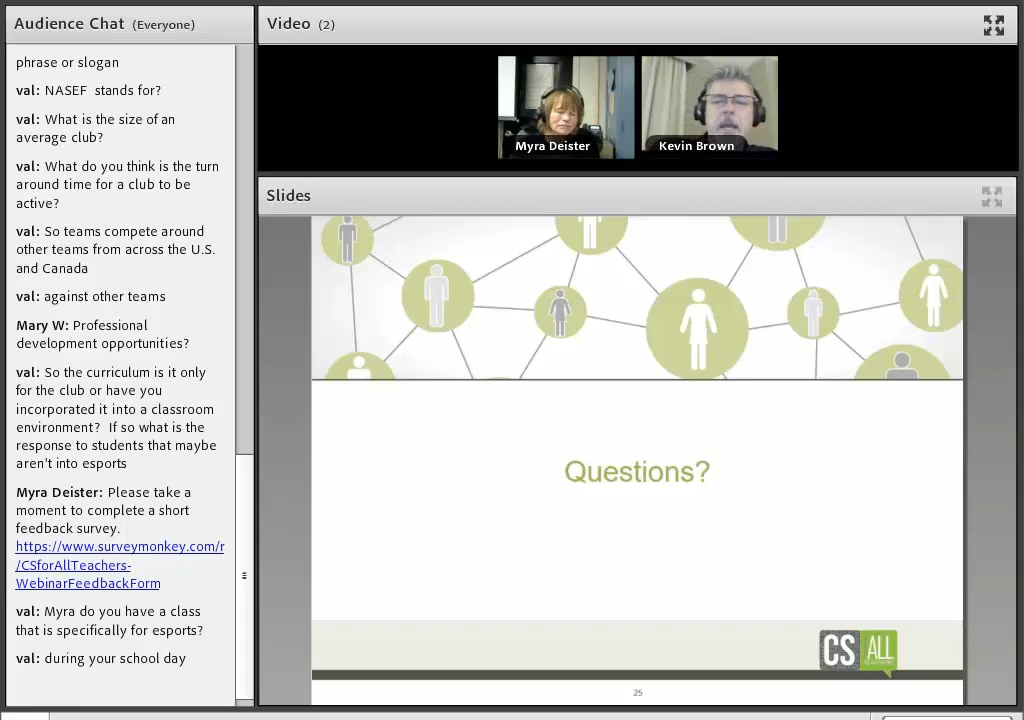 Audience Chat (Everyone)
phrase or slogan
val: NASEF stands for?
val: What is the size of an
average club?
val: What do you think is the turn
around time for a club to be
active?
val: So teams compete around
other teams from across the U.S.
and Canada
val: against other teams
Mary W: Professional
development opportunities?
val: So the curriculum is it only
for the club or have you
incorporated it into a classroom
environment? If so what is the
response to students that maybe
aren't into esports
Myra Deister: Please take a
moment to complete a short
feedback survey.
https://www.surveymonkey.com/r
/CSforAllTeachers-
WebinarFeedbackForm
val: Myra do you have a class
that is specifically for esports?
val: during your school day
Video (2)
Myra Deister
Kevin Brown
Slides
Questions?
CS ALL
TEACHERS
25